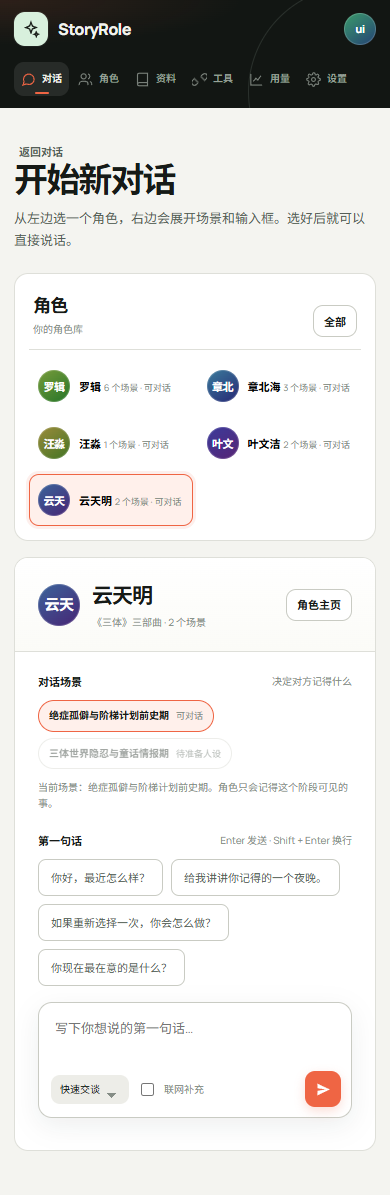 StoryRole
ui
对话
角色
资料
工具
用量
设置
返回对话
开始新对话
从左边选一个角色，右边会展开场景和输入框。选好后就可以
直接说话。
角色
你的角色库
全部
罗辑 罗辑 6 个场景 · 可对话
章北 章北海 3 个场景 · 可对话
汪淼 汪淼 1 个场景 · 可对话
叶文 叶文洁 2 个场景 · 可对话
云天 云天明 2 个场景 · 可对话
云天 云天明
《三体》三部曲 · 2 个场景
角色主页
对话场景
决定对方记得什么
绝症孤僻与阶梯计划前史期 可对话
三体世界隐忍与童话情报期 待准备人设
当前场景：绝症孤僻与阶梯计划前史期。角色只会记得这个阶段可见的
事。
第一句话
Enter 发送 · Shift + Enter 换行
你好，最近怎么样？
给我讲讲你记得的一个夜晚。
如果重新选择一次，你会怎么做？
你现在最在意的是什么？
写下你想说的第一句话...
快速交谈
联网补充